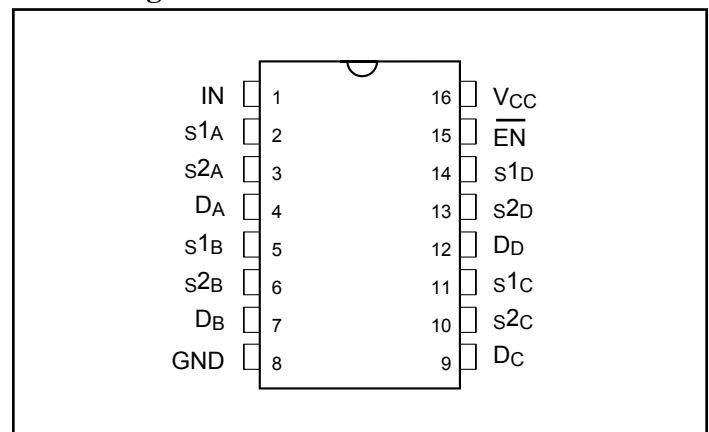 IN 1 16 VCC
S1A 2 15 EN
S2A 3 14 S1D
DA 4 13 S2D
S1B 5 12 DD
S2B 6 11 S1C
DB 7 10 S2C
GND 8 9 DC